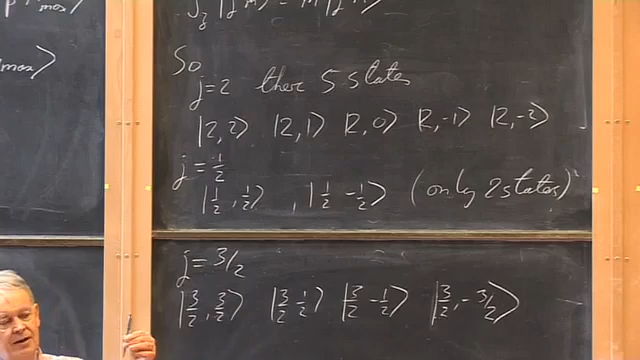 max⟩
max⟩
J_z |j m⟩ = m |j m⟩
So
j=2 there 5 states
|2, 2⟩ |2, 1⟩ |2, 0⟩ |2, -1⟩ |2, -2⟩
j = 1/2
|1/2, 1/2⟩ , |1/2 -1/2⟩ (only 2 states)
j = 3/2
|3/2, 3/2⟩ |3/2 1/2⟩ |3/2 -1/2⟩ |3/2, -3/2⟩